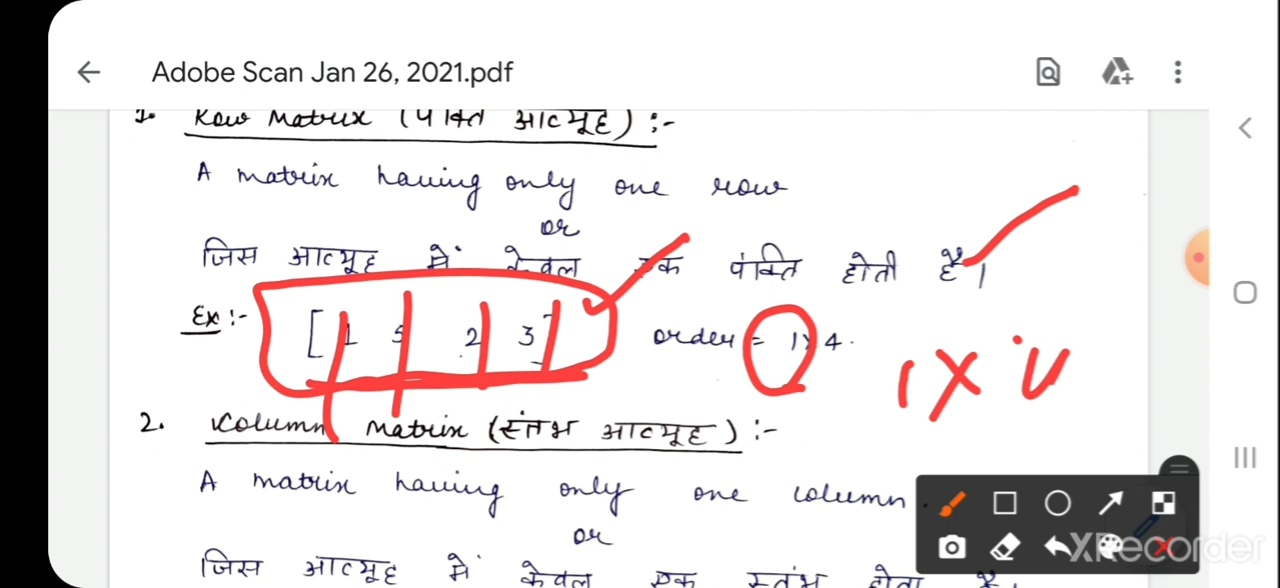 Adobe Scan Jan 26, 2021.pdf
1. Row Matrix (पंक्ति आव्यूह) :-
A matrix having only one row
or
जिस आव्यूह में केवल एक पंक्ति होती है।
Ex :- [ 1 5 2 3 ] order = 1×4.
1 X
2. Column Matrix (स्तंभ आव्यूह) :-
A matrix having only one column.
or
जिस आव्यूह में केवल एक स्तंभ होता है।
XRecorder